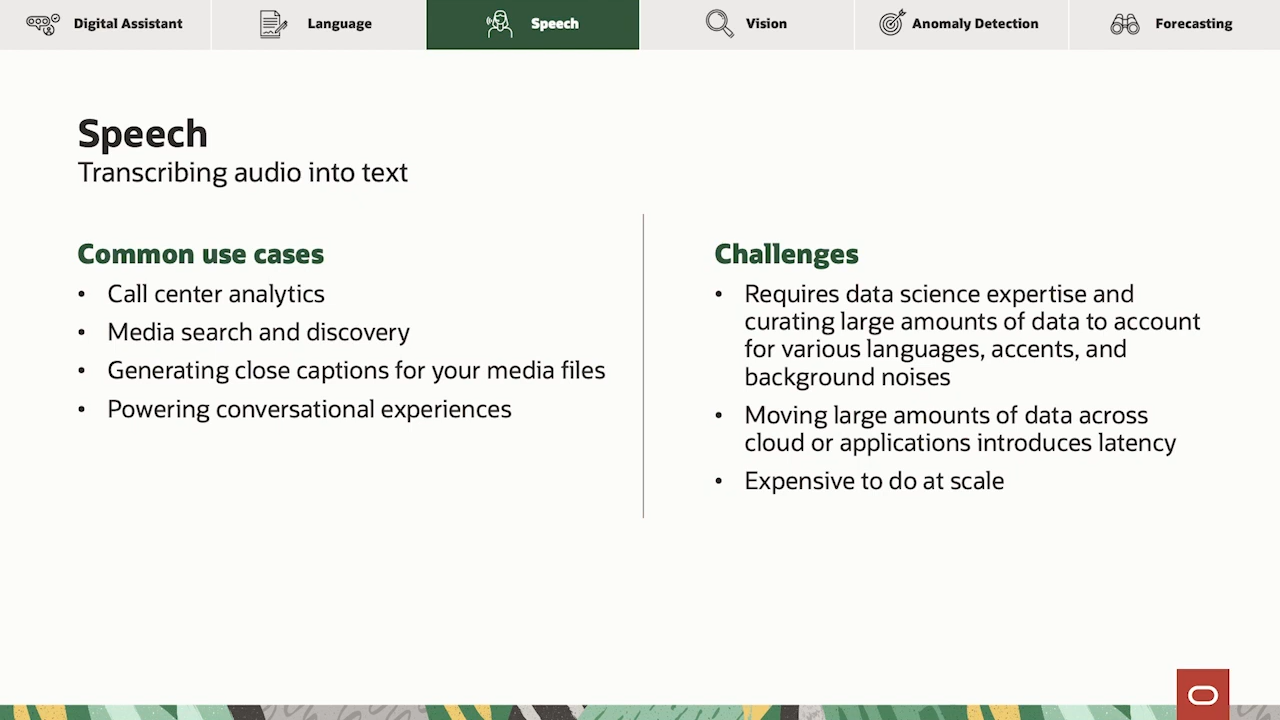 Digital Assistant
Language
Speech
Vision
Anomaly Detection
Forecasting
Speech
Transcribing audio into text
Common use cases
• Call center analytics
• Media search and discovery
• Generating close captions for your media files
• Powering conversational experiences
Challenges
• Requires data science expertise and
curating large amounts of data to account
for various languages, accents, and
background noises
• Moving large amounts of data across
cloud or applications introduces latency
• Expensive to do at scale